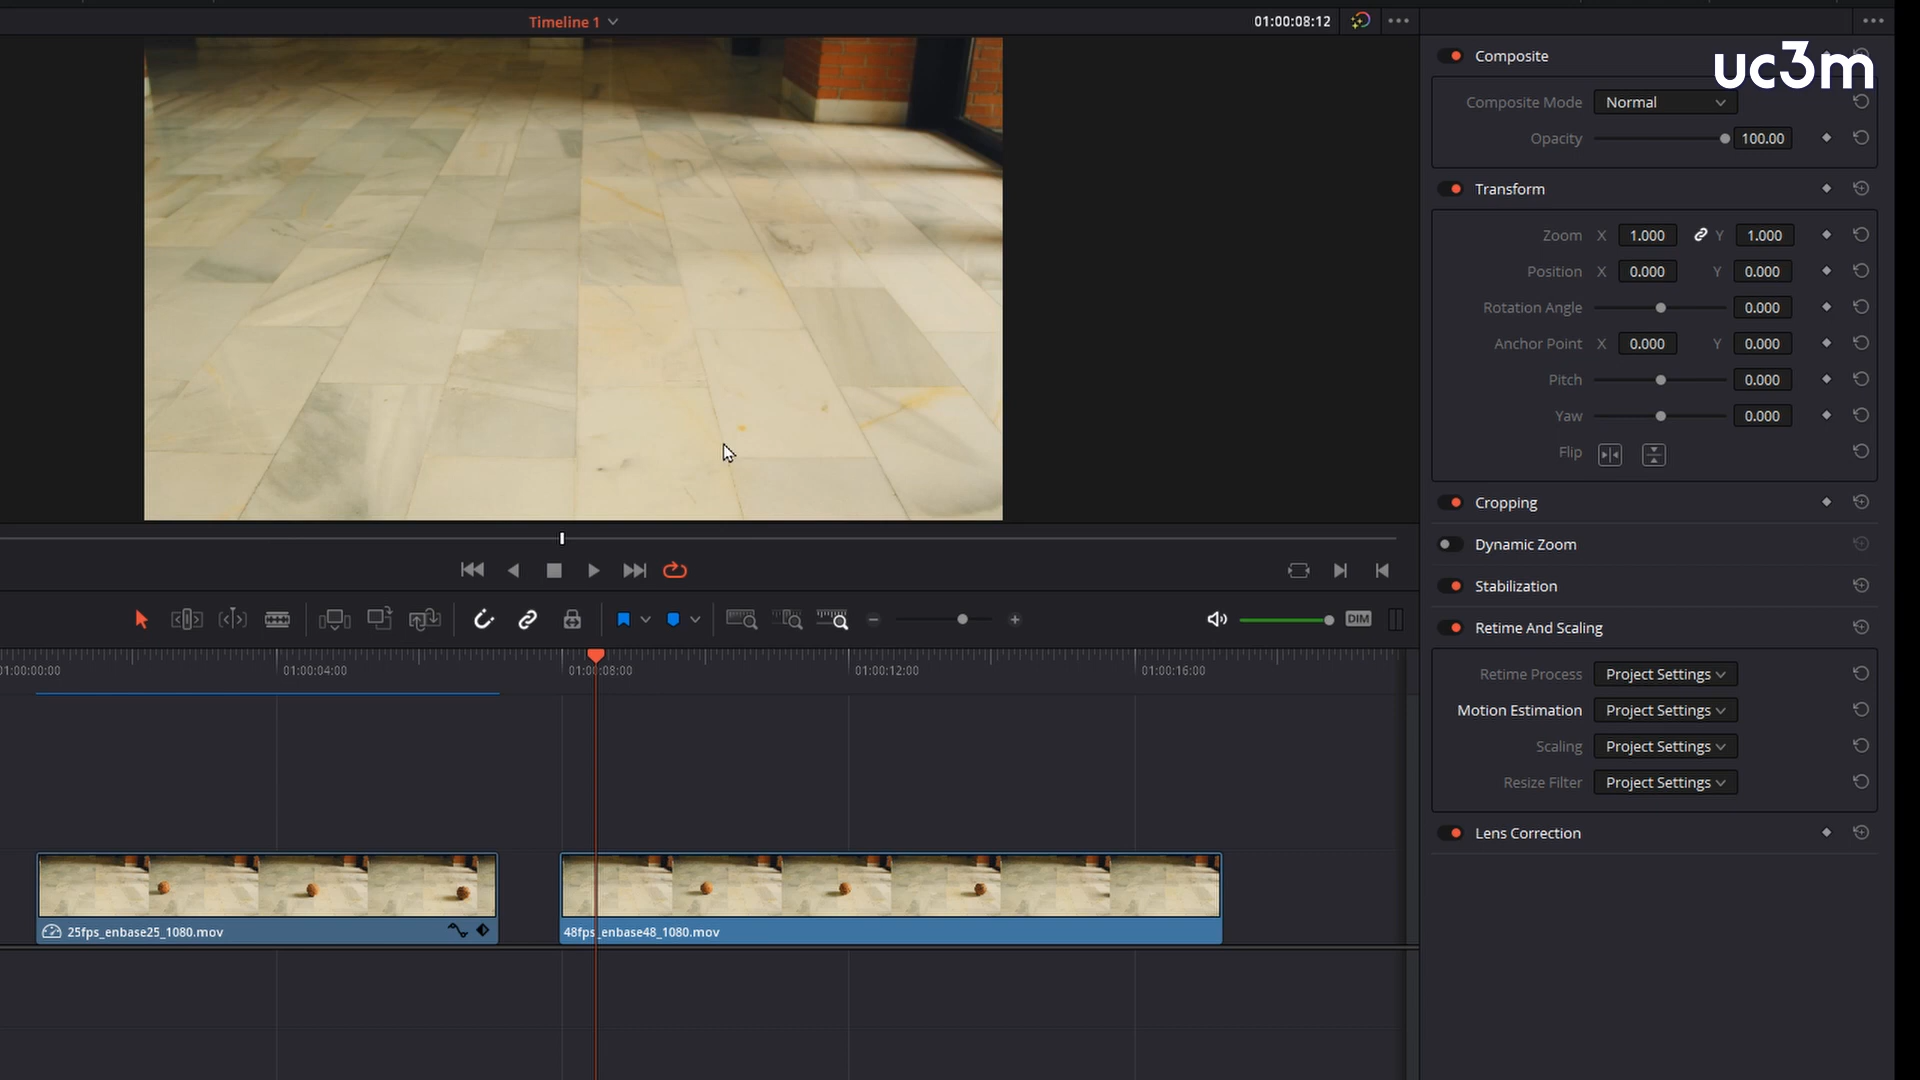 Timeline 1
01:00:08:12
uc3m
Composite
Composite Mode Normal
Opacity 100.00
Transform
Zoom X 1.000 Y 1.000
Position X 0.000 Y 0.000
Rotation Angle 0.000
Anchor Point X 0.000 Y 0.000
Pitch 0.000
Yaw 0.000
Flip
Cropping
Dynamic Zoom
Stabilization
DIM
Retime And Scaling
01:00:00:00 01:00:04:00 01:00:08:00 01:00:12:00 01:00:16:00
Retime Process Project Settings
Motion Estimation Project Settings
Scaling Project Settings
Resize Filter Project Settings
Lens Correction
25fps_enbase25_1080.mov
48fps_enbase48_1080.mov